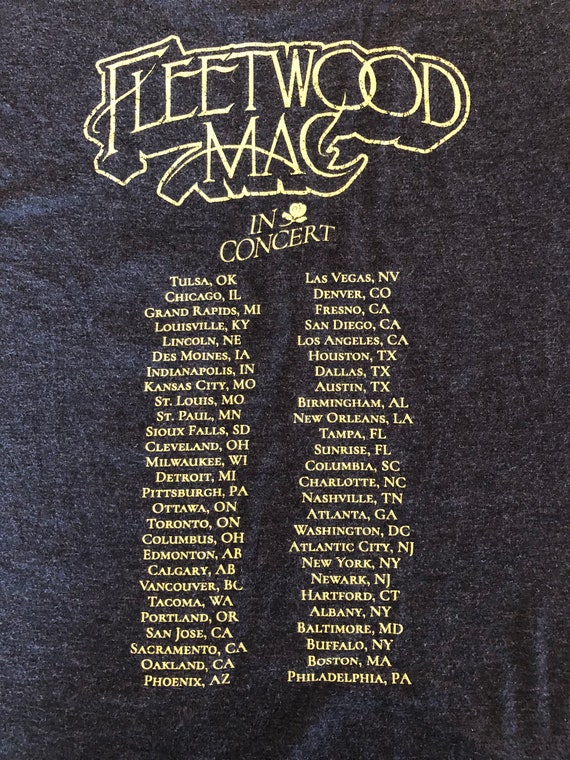 FLEETWOOD
MAC
IN
CONCERT
TULSA, OK
CHICAGO, IL
GRAND RAPIDS, MI
LOUISVILLE, KY
LINCOLN, NE
DES MOINES, IA
INDIANAPOLIS, IN
KANSAS CITY, MO
ST. LOUIS, MO
ST. PAUL, MN
SIOUX FALLS, SD
CLEVELAND, OH
MILWAUKEE, WI
DETROIT, MI
PITTSBURGH, PA
OTTAWA, ON
TORONTO, ON
COLUMBUS, OH
EDMONTON, AB
CALGARY, AB
VANCOUVER, BC
TACOMA, WA
PORTLAND, OR
SAN JOSE, CA
SACRAMENTO, CA
OAKLAND, CA
PHOENIX, AZ
LAS VEGAS, NV
DENVER, CO
FRESNO, CA
SAN DIEGO, CA
LOS ANGELES, CA
HOUSTON, TX
DALLAS, TX
AUSTIN, TX
BIRMINGHAM, AL
NEW ORLEANS, LA
TAMPA, FL
SUNRISE, FL
COLUMBIA, SC
CHARLOTTE, NC
NASHVILLE, TN
ATLANTA, GA
WASHINGTON, DC
ATLANTIC CITY, NJ
NEW YORK, NY
NEWARK, NJ
HARTFORD, CT
ALBANY, NY
BALTIMORE, MD
BUFFALO, NY
BOSTON, MA
PHILADELPHIA, PA